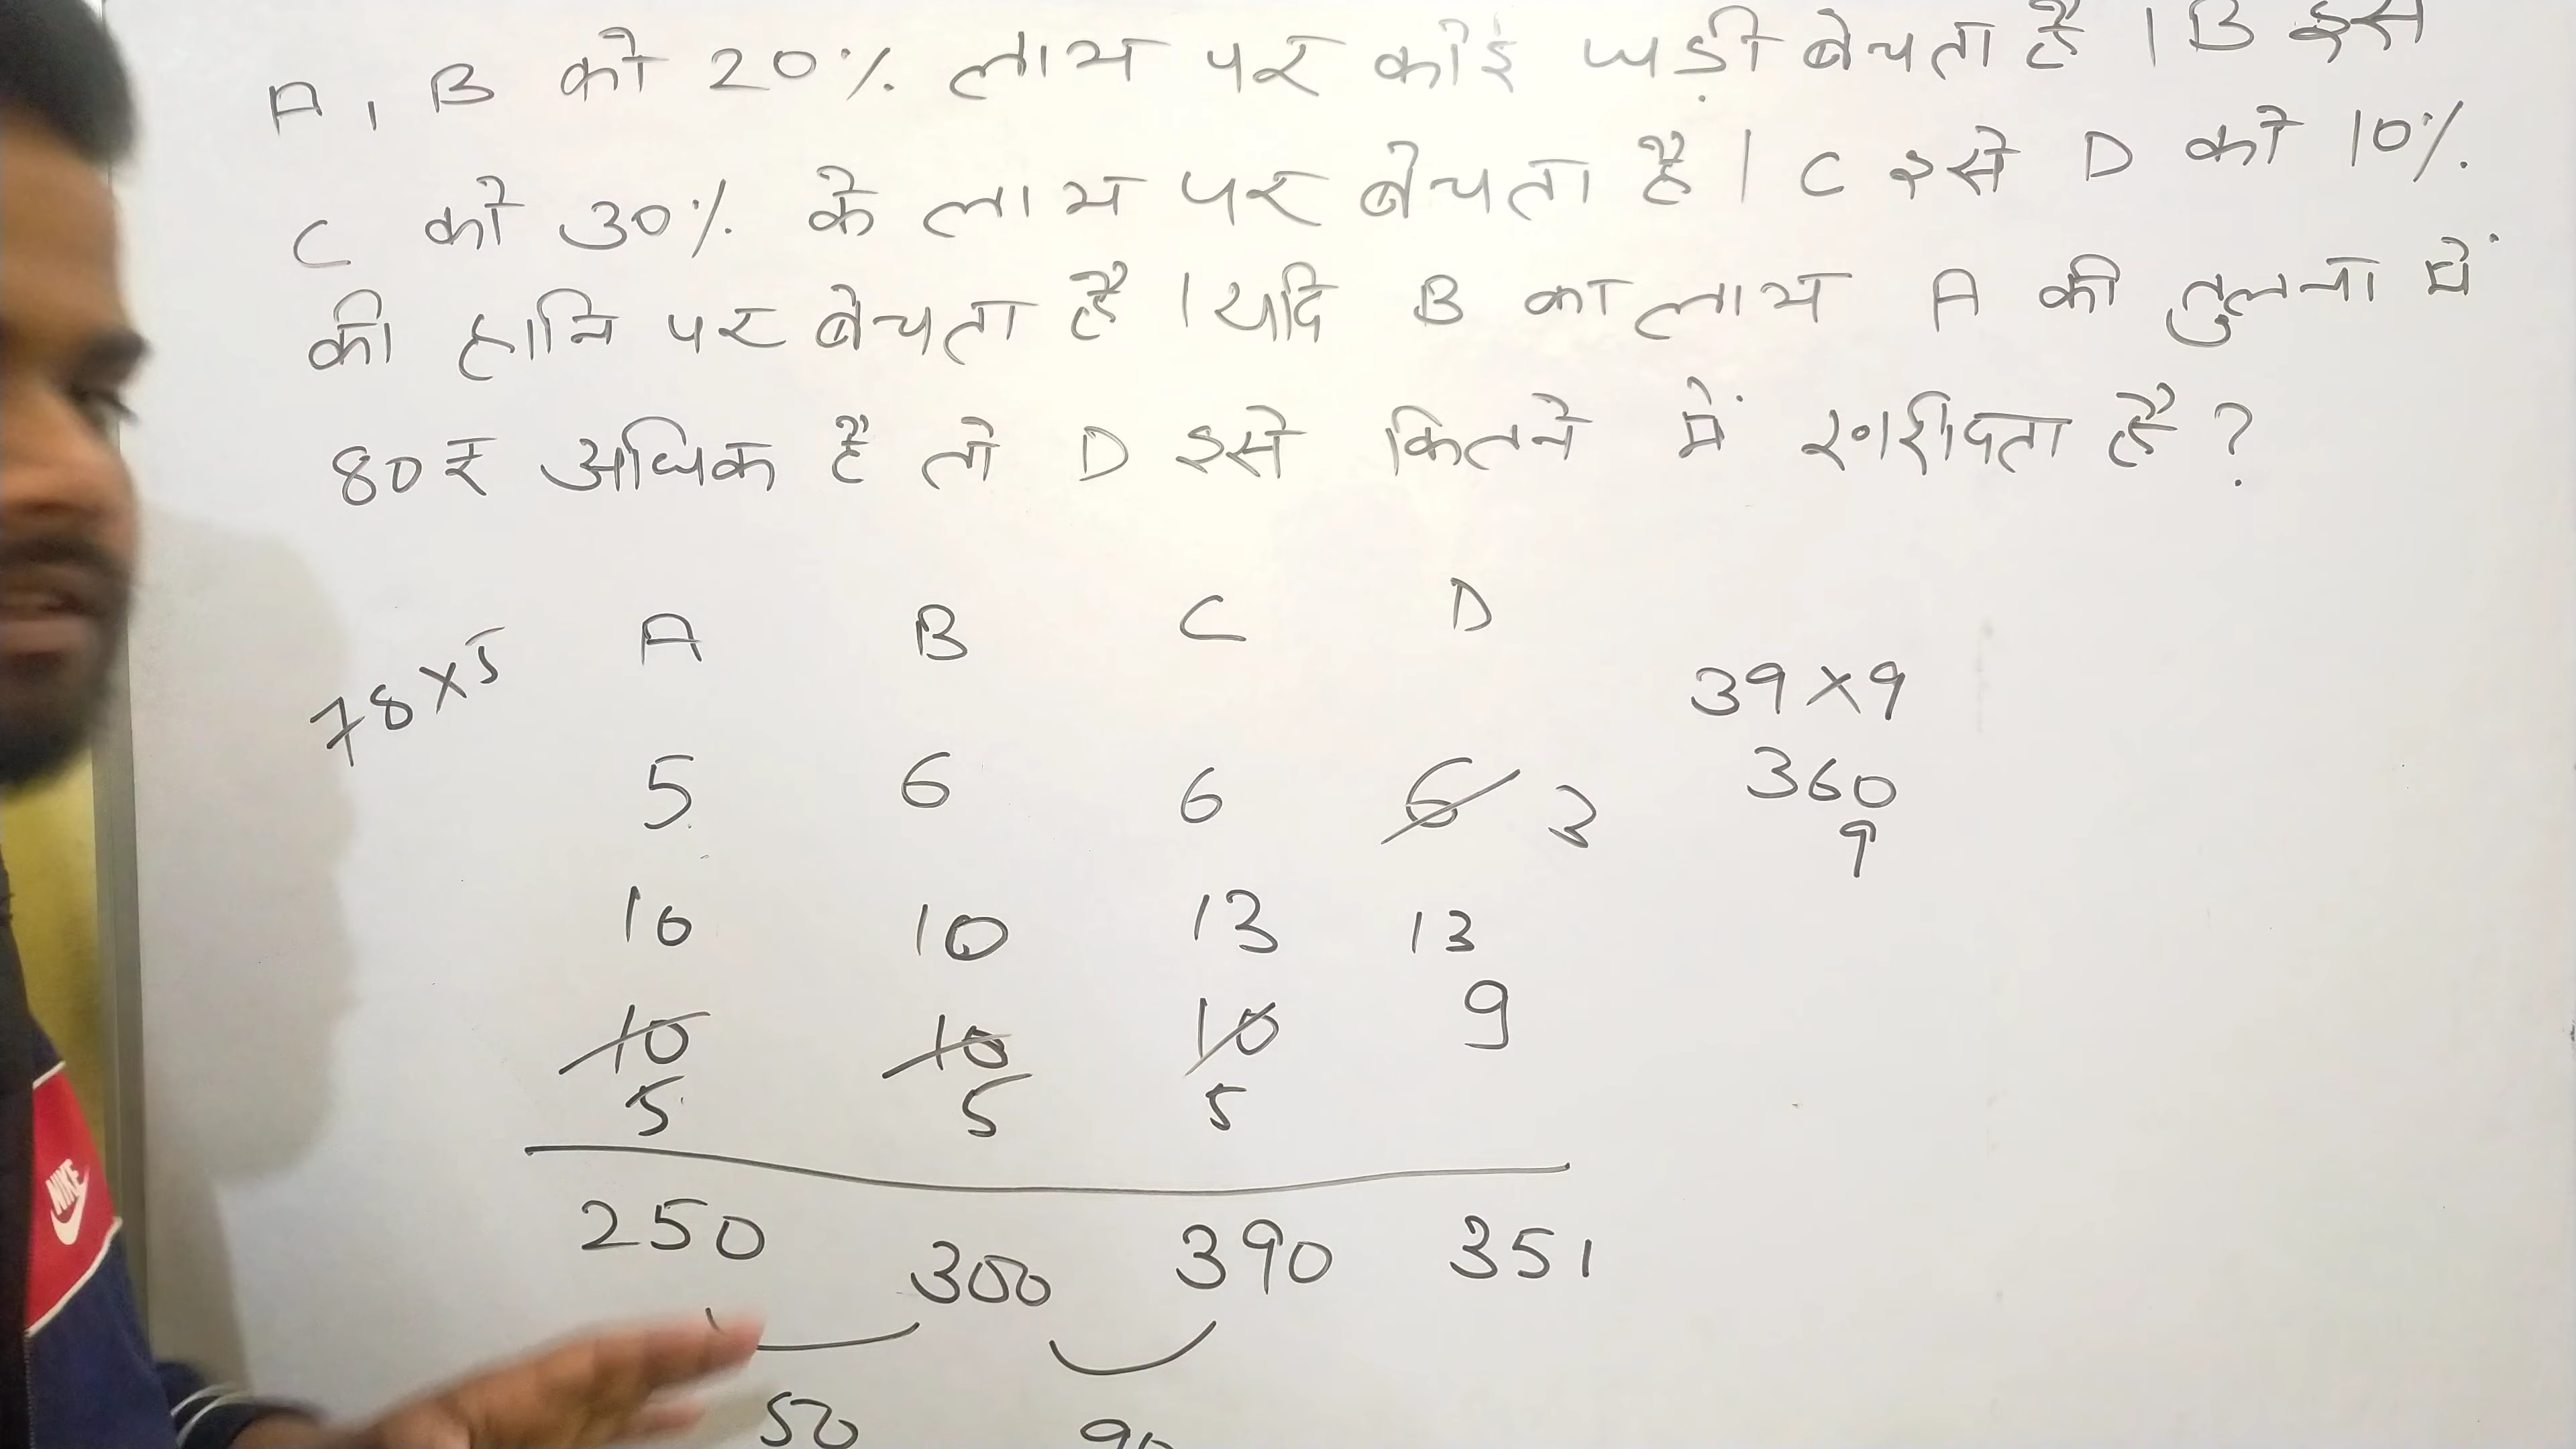 A, B को 20% लाभ पर कोई घड़ी बेचता है । B इसे
C को 30% के लाभ पर बेचता है । C इसे D को 10%
की हानि पर बेचता है । यदि B का लाभ A की तुलना में
80₹ अधिक है तो D इसे कितने में खरीदता है ?
A B C D
78×5 39×9
5 6 6 6 3 360
9
10 10 13 13
10 10 10 9
5 5 5
250 300 390 351
50 90
NIKE